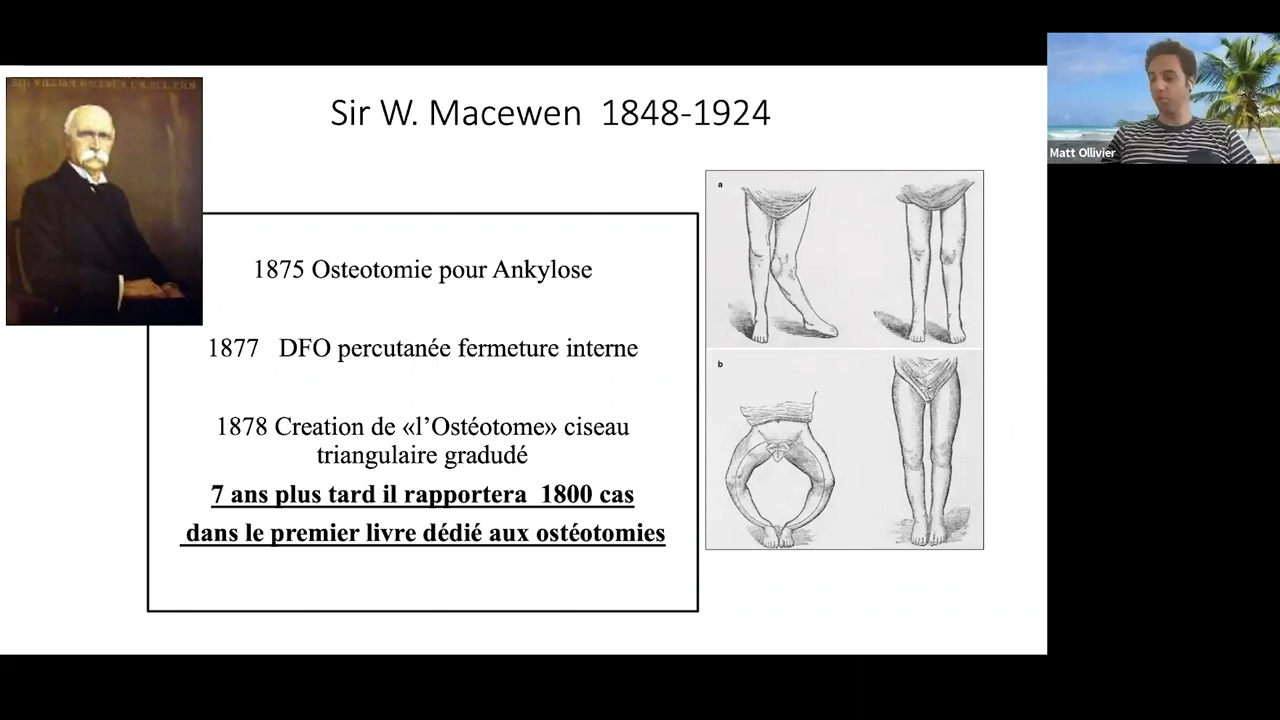 Sir W. Macewen 1848-1924
1875 Osteotomie pour Ankylose
1877 DFO percutanée fermeture interne
1878 Creation de «l’Ostéotome» ciseau
triangulaire gradudé
7 ans plus tard il rapportera 1800 cas
dans le premier livre dédié aux ostéotomies
a
b
Matt Ollivier